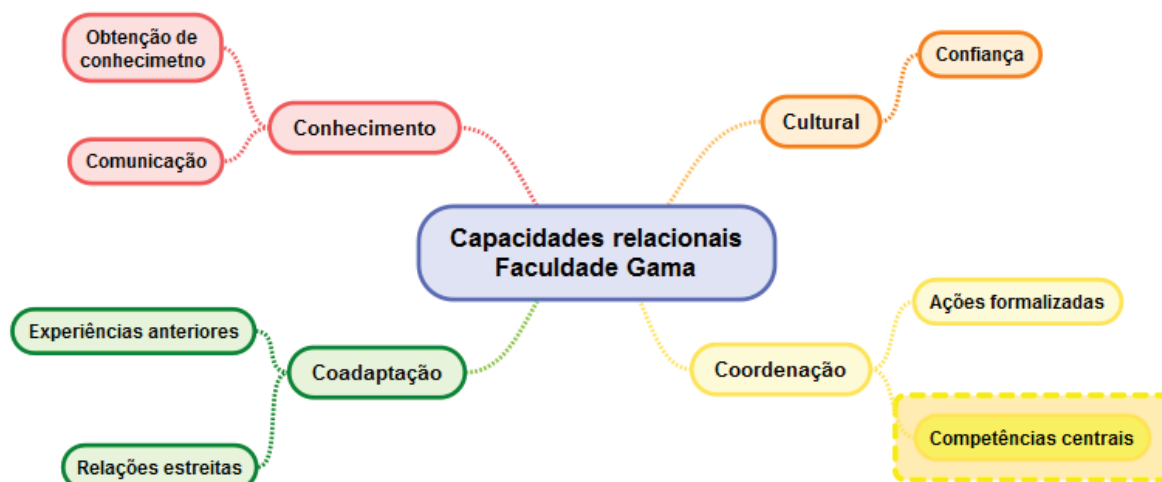 Obtenção de
conhecimetno
Confiança
Conhecimento
Cultural
Comunicação
Capacidades relacionais
Faculdade Gama
Ações formalizadas
Experiências anteriores
Coadaptação
Coordenação
Competências centrais
Relações estreitas